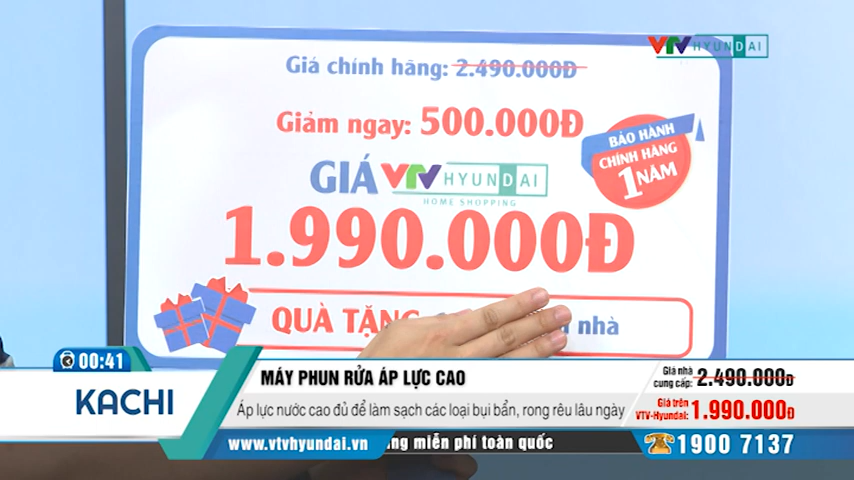 VTV HYUNDAI
Giá chính hãng: 2.490.000Đ
Giảm ngay: 500.000Đ
BẢO HÀNH
CHÍNH HÃNG
1 NĂM
GIÁ VTV HYUNDAI
HOME SHOPPING
1.990.000Đ
QUÀ TẶNG nhà
00:41
KACHI
MÁY PHUN RỬA ÁP LỰC CAO
Áp lực nước cao đủ để làm sạch các loại bụi bẩn, rong rêu lâu ngày
Giá nhà
cung cấp: 2.490.000đ
Giá trên
VTV-Hyundai: 1.990.000đ
www.vtvhyundai.vn
ng miễn phí toàn quốc
1900 7137